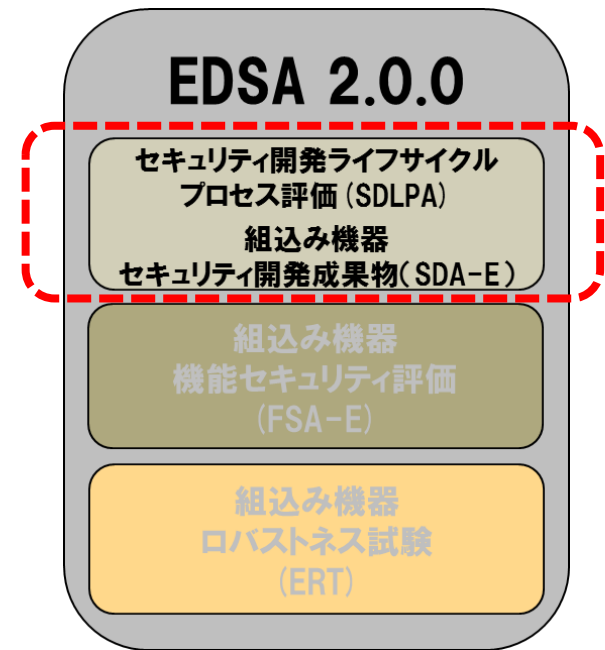 EDSA 2.0.0
セキュリティ開発ライフサイクル
プロセス評価(SDLPA)
組込み機器
セキュリティ開発成果物(SDA-E)
組込み機器
機能セキュリティ評価
(FSA-E)
組込み機器
ロバストネス試験
(ERT)